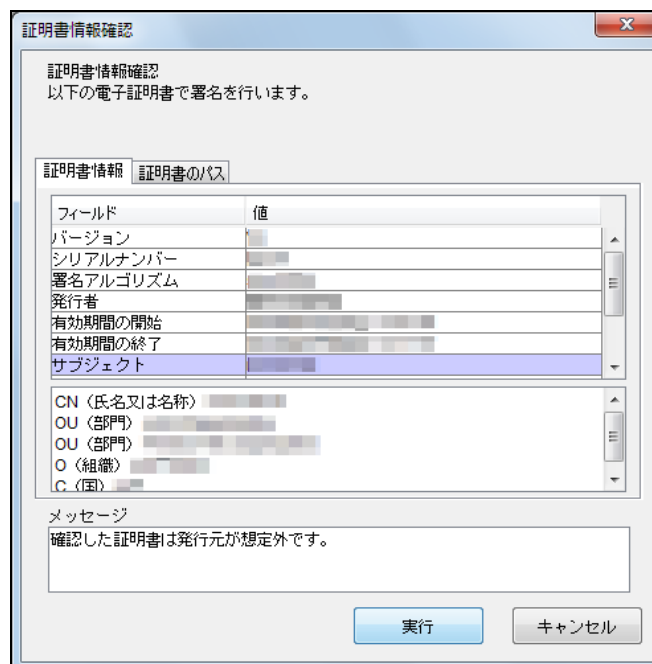 証明書情報確認
証明書情報確認
以下の電子証明書で署名を行います。
証明書情報 証明書のパス
フィールド 値
バージョン
シリアルナンバー
署名アルゴリズム
発行者
有効期間の開始
有効期間の終了
サブジェクト
CN（氏名又は名称）
OU（部門）
OU（部門）
O（組織）
C（国）
メッセージ
確認した証明書は発行元が想定外です。
実行 キャンセル